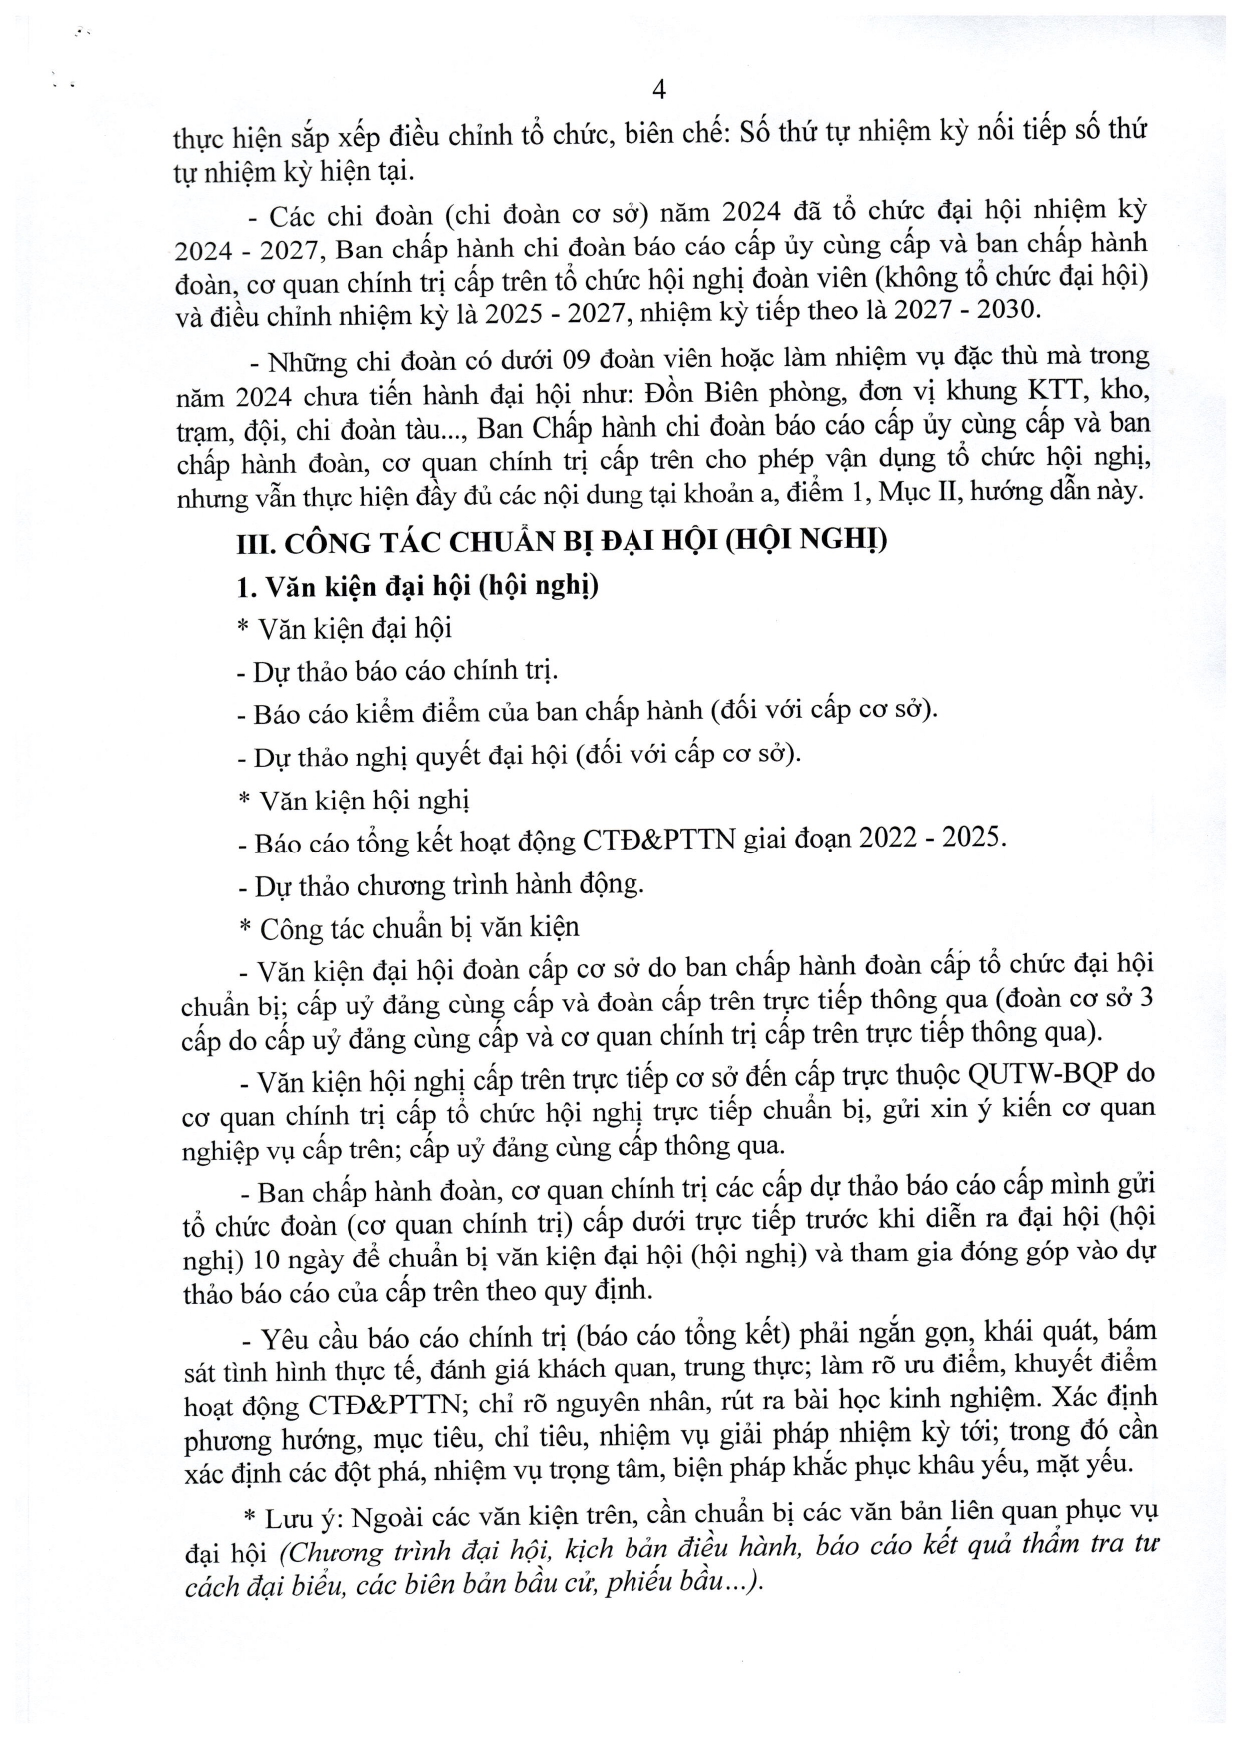 4
thực hiện sắp xếp điều chỉnh tổ chức, biên chế: Số thứ tự nhiệm kỳ nối tiếp số thứ
tự nhiệm kỳ hiện tại.
- Các chi đoàn (chi đoàn cơ sở) năm 2024 đã tổ chức đại hội nhiệm kỳ
2024 - 2027, Ban chấp hành chi đoàn báo cáo cấp ủy cùng cấp và ban chấp hành
đoàn, cơ quan chính trị cấp trên tổ chức hội nghị đoàn viên (không tổ chức đại hội)
và điều chỉnh nhiệm kỳ là 2025 - 2027, nhiệm kỳ tiếp theo là 2027 - 2030.
- Những chi đoàn có dưới 09 đoàn viên hoặc làm nhiệm vụ đặc thù mà trong
năm 2024 chưa tiến hành đại hội như: Đồn Biên phòng, đơn vị khung KTT, kho,
trạm, đội, chi đoàn tàu..., Ban Chấp hành chi đoàn báo cáo cấp ủy cùng cấp và ban
chấp hành đoàn, cơ quan chính trị cấp trên cho phép vận dụng tổ chức hội nghị,
nhưng vẫn thực hiện đầy đủ các nội dung tại khoản a, điểm 1, Mục II, hướng dẫn này.
III. CÔNG TÁC CHUẨN BỊ ĐẠI HỘI (HỘI NGHỊ)
1. Văn kiện đại hội (hội nghị)
* Văn kiện đại hội
- Dự thảo báo cáo chính trị.
- Báo cáo kiểm điểm của ban chấp hành (đối với cấp cơ sở).
- Dự thảo nghị quyết đại hội (đối với cấp cơ sở).
* Văn kiện hội nghị
- Báo cáo tổng kết hoạt động CTĐ&PTTN giai đoạn 2022 - 2025.
- Dự thảo chương trình hành động.
* Công tác chuẩn bị văn kiện
- Văn kiện đại hội đoàn cấp cơ sở do ban chấp hành đoàn cấp tổ chức đại hội
chuẩn bị; cấp uỷ đảng cùng cấp và đoàn cấp trên trực tiếp thông qua (đoàn cơ sở 3
cấp do cấp uỷ đảng cùng cấp và cơ quan chính trị cấp trên trực tiếp thông qua).
- Văn kiện hội nghị cấp trên trực tiếp cơ sở đến cấp trực thuộc QUTW-BQP do
cơ quan chính trị cấp tổ chức hội nghị trực tiếp chuẩn bị, gửi xin ý kiến cơ quan
nghiệp vụ cấp trên; cấp uỷ đảng cùng cấp thông qua.
- Ban chấp hành đoàn, cơ quan chính trị các cấp dự thảo báo cáo cấp mình gửi
tổ chức đoàn (cơ quan chính trị) cấp dưới trực tiếp trước khi diễn ra đại hội (hội
nghị) 10 ngày để chuẩn bị văn kiện đại hội (hội nghị) và tham gia đóng góp vào dự
thảo báo cáo của cấp trên theo quy định.
- Yêu cầu báo cáo chính trị (báo cáo tổng kết) phải ngắn gọn, khái quát, bám
sát tình hình thực tế, đánh giá khách quan, trung thực; làm rõ ưu điểm, khuyết điểm
hoạt động CTĐ&PTTN; chỉ rõ nguyên nhân, rút ra bài học kinh nghiệm. Xác định
phương hướng, mục tiêu, chỉ tiêu, nhiệm vụ giải pháp nhiệm kỳ tới; trong đó cần
xác định các đột phá, nhiệm vụ trọng tâm, biện pháp khắc phục khâu yếu, mặt yếu.
* Lưu ý: Ngoài các văn kiện trên, cần chuẩn bị các văn bản liên quan phục vụ
đại hội (Chương trình đại hội, kịch bản điều hành, báo cáo kết quả thẩm tra tư
cách đại biểu, các biên bản bầu cử, phiếu bầu...).